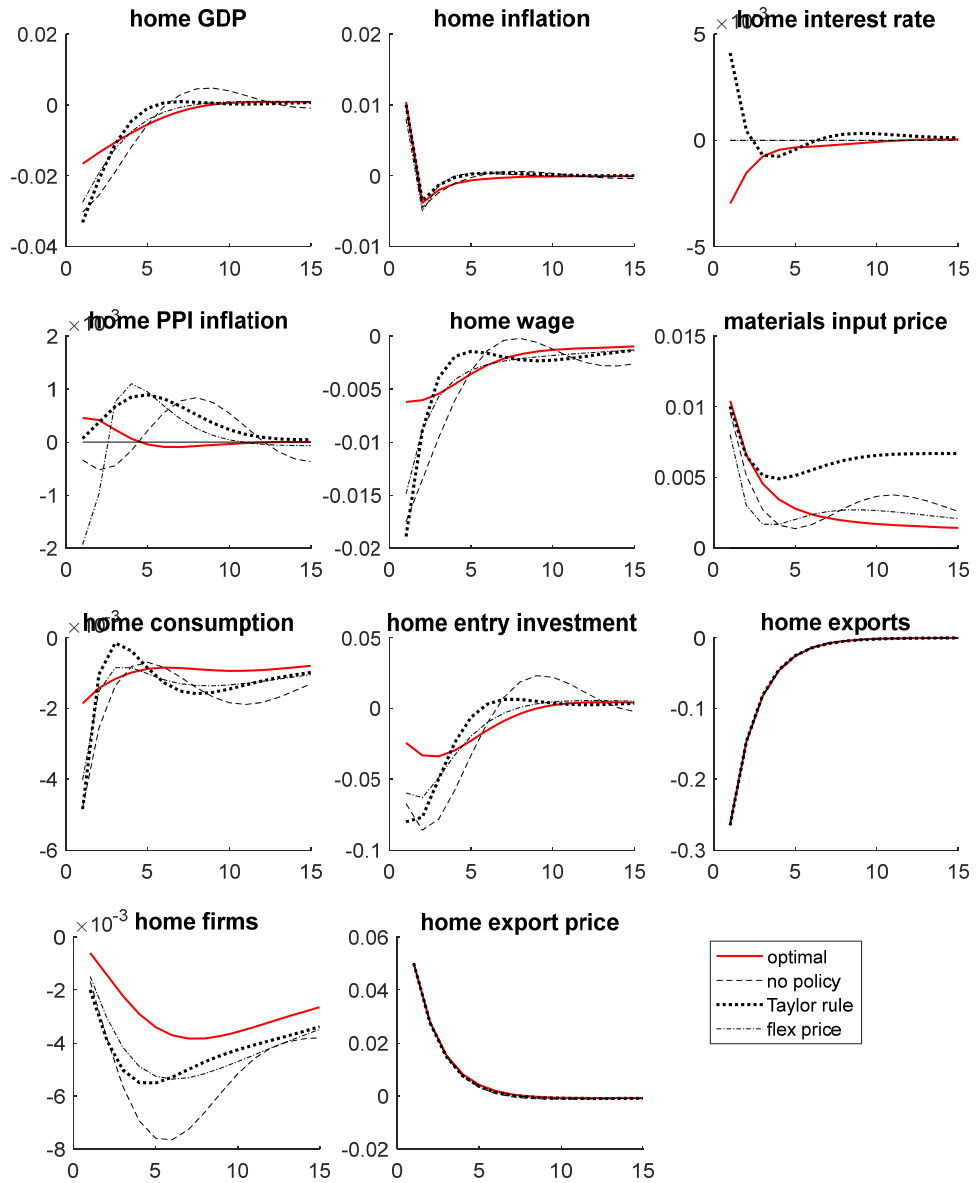 home GDP
0.02
0
-0.02
-0.04
0 5 10 15
home inflation
0.02
0.01
0
-0.01
0 5 10 15
× 10-3
home interest rate
5
0
-5
0 5 10 15
× 10-3
home PPI inflation
2
1
0
1
2
0 5 10 15
home wage
0
-0.005
-0.01
-0.015
-0.02
0 5 10 15
materials input price
0.015
0.01
0.005
0
0 5 10 15
× 10-3
home consumption
0
-2
-4
-6
0 5 10 15
home entry investment
0.05
0
-0.05
-0.1
0 5 10 15
home exports
0
-0.1
-0.2
-0.3
0 5 10 15
×10-3
home firms
0
-2
-4
-6
-8
0 5 10 15
home export price
0.06
0.04
0.02
0
-0.02
0 5 10 15
optimal
no policy
Taylor rule
flex price